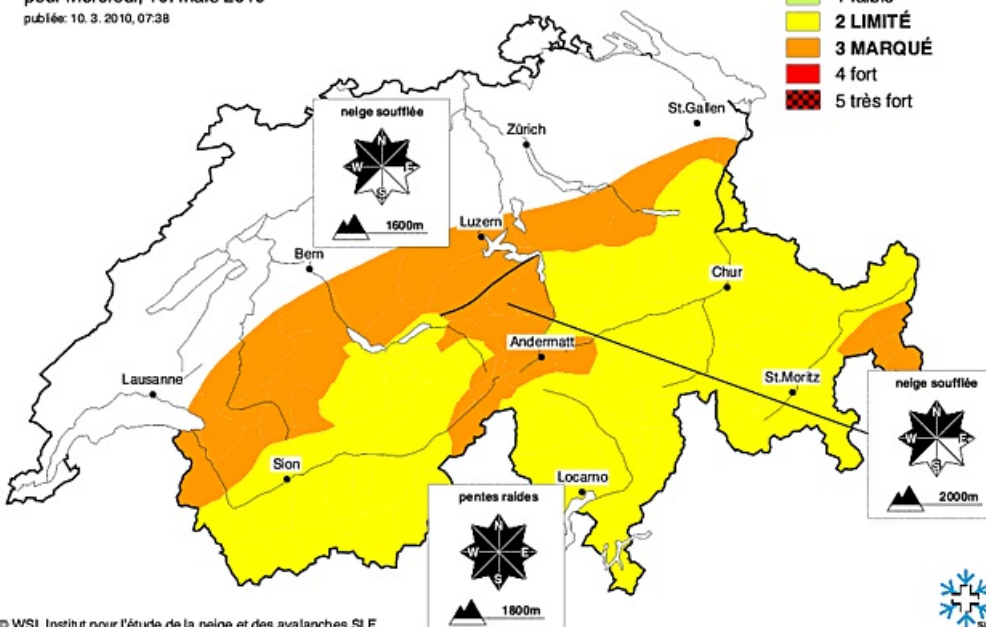 publiée: 10. 3. 2010, 07:38
2 LIMITÉ
3 MARQUÉ
4 fort
5 très fort
St.Gallen
Zürich
neige soufflée
N
W E
S
1600m
Luzern
Bern
Chur
Andermatt
Lausanne
St.Moritz
neige soufflée
N
W E
S
2000m
Sion
Locarno
pentes raides
N
W E
S
1800m
© WSL Institut pour l'étude de la neige et des avalanches SLF